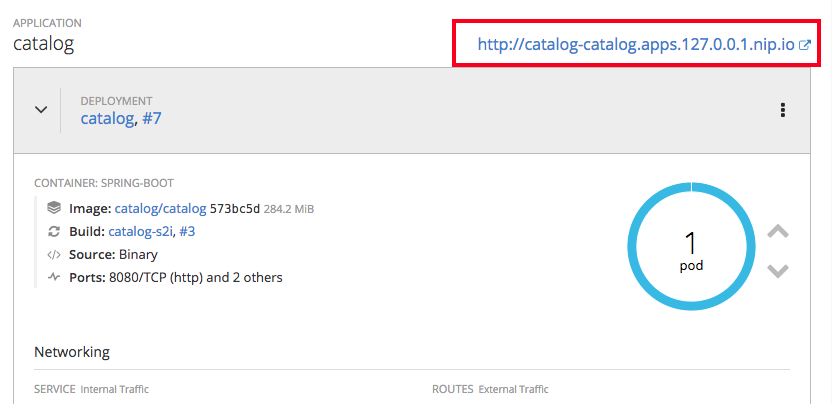 APPLICATION
catalog
http://catalog-catalog.apps.127.0.0.1.nip.io
DEPLOYMENT
catalog, #7
CONTAINER: SPRING-BOOT
Image: catalog/catalog 573bc5d 284.2 MiB
Build: catalog-s2i, #3
Source: Binary
Ports: 8080/TCP (http) and 2 others
1
pod
Networking
SERVICE Internal Traffic
ROUTES External Traffic